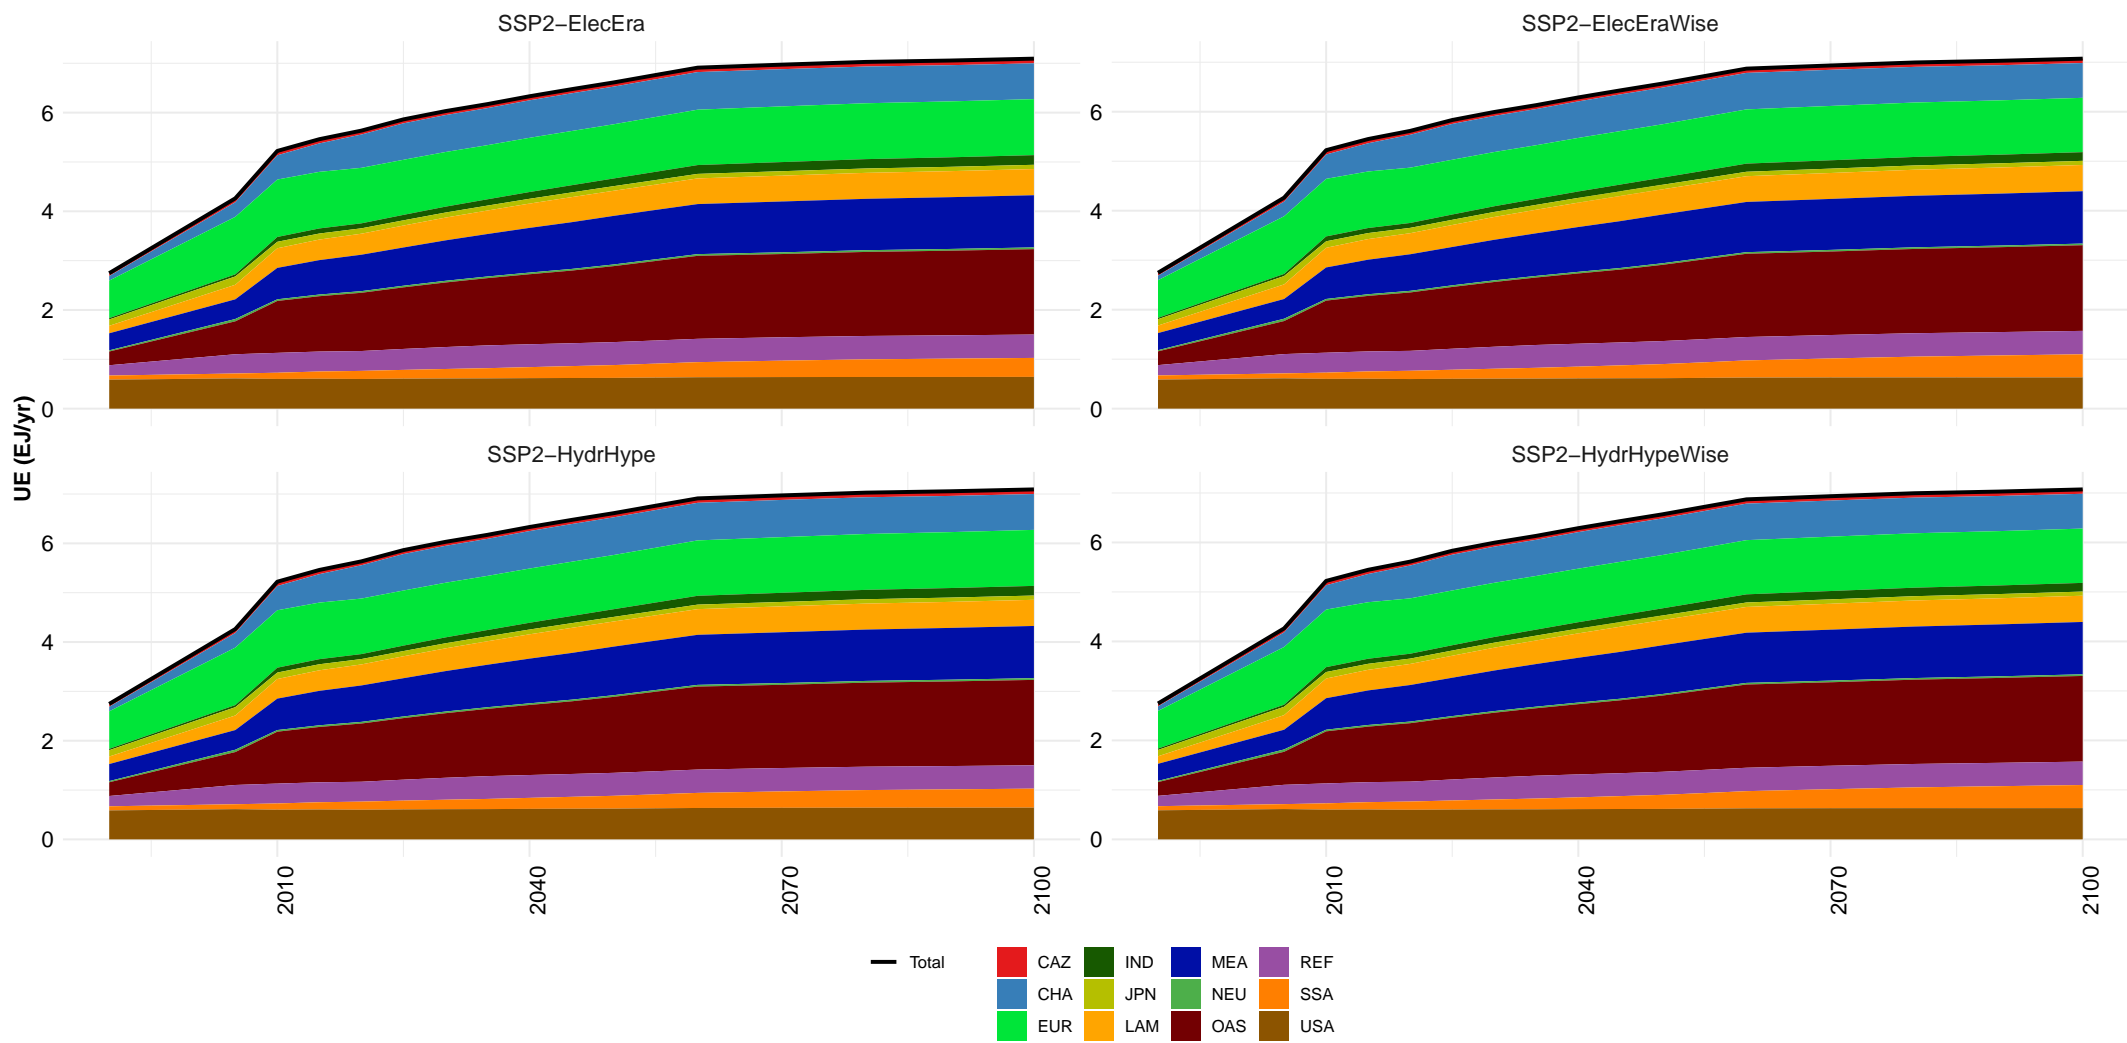 SSP2−ElecEra
SSP2−ElecEraWise
6
4
2
0
6
4
2
0
UE (EJ/yr)
SSP2−HydrHype
SSP2−HydrHypeWise
6
4
2
0
6
4
2
0
2010
2040
2070
2100
2010
2040
2070
2100
Total
CAZ
IND
MEA
REF
CHA
JPN
NEU
SSA
EUR
LAM
OAS
USA